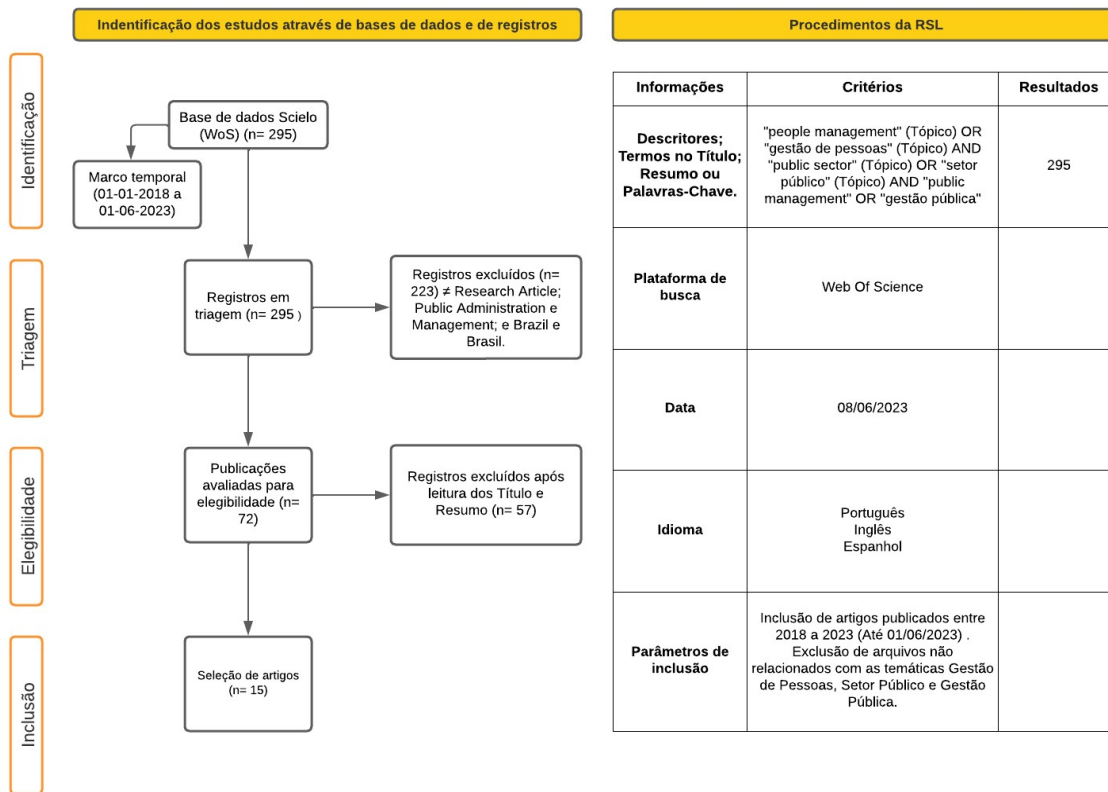 Indentificação dos estudos através de bases de dados e de registros
Identificação
Base de dados Scielo
(WoS) (n= 295)
Marco temporal
(01-01-2018 a
01-06-2023)
Triagem
Registros em
triagem (n= 295 )
Registros excluídos (n=
223) ≠ Research Article;
Public Administration e
Management; e Brazil e
Brasil.
Elegibilidade
Publicações
avaliadas para
elegibilidade (n=
72)
Registros excluídos após
leitura dos Título e
Resumo (n= 57)
Inclusão
Seleção de artigos
(n= 15)
Procedimentos da RSL
Informações
Critérios
Resultados
Descritores;
Termos no Título;
Resumo ou
Palavras-Chave.
"people management" (Tópico) OR
"gestão de pessoas" (Tópico) AND
"public sector" (Tópico) OR "setor
público" (Tópico) AND "public
management" OR "gestão pública"
295
Plataforma de
busca
Web Of Science
Data
08/06/2023
Idioma
Português
Inglês
Espanhol
Parâmetros de
inclusão
Inclusão de artigos publicados entre
2018 a 2023 (Até 01/06/2023) .
Exclusão de arquivos não
relacionados com as temáticas Gestão
de Pessoas, Setor Público e Gestão
Pública.